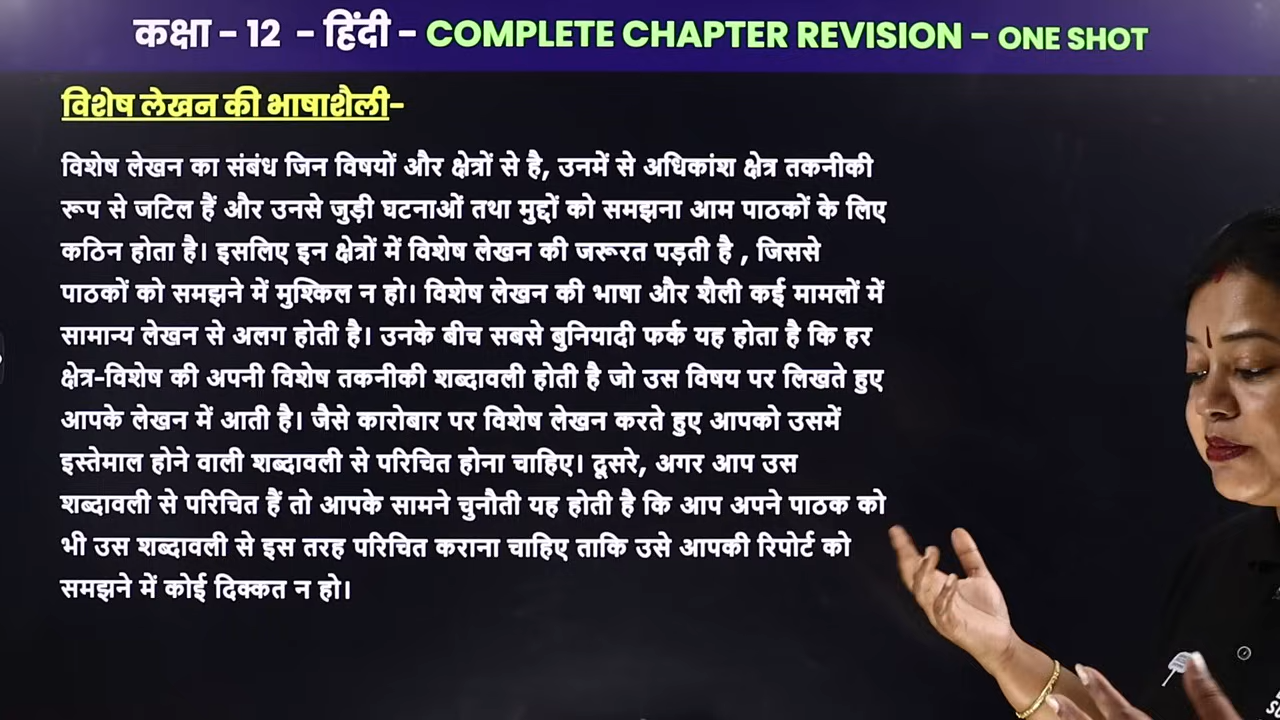 कक्षा - 12 - हिंदी - COMPLETE CHAPTER REVISION - ONE SHOT
विशेष लेखन की भाषाशैली-
विशेष लेखन का संबंध जिन विषयों और क्षेत्रों से है, उनमें से अधिकांश क्षेत्र तकनीकी
रूप से जटिल हैं और उनसे जुड़ी घटनाओं तथा मुद्दों को समझना आम पाठकों के लिए
कठिन होता है। इसलिए इन क्षेत्रों में विशेष लेखन की जरूरत पड़ती है , जिससे
पाठकों को समझने में मुश्किल न हो। विशेष लेखन की भाषा और शैली कई मामलों में
सामान्य लेखन से अलग होती है। उनके बीच सबसे बुनियादी फर्क यह होता है कि हर
क्षेत्र-विशेष की अपनी विशेष तकनीकी शब्दावली होती है जो उस विषय पर लिखते हुए
आपके लेखन में आती है। जैसे कारोबार पर विशेष लेखन करते हुए आपको उसमें
इस्तेमाल होने वाली शब्दावली से परिचित होना चाहिए। दूसरे, अगर आप उस
शब्दावली से परिचित हैं तो आपके सामने चुनौती यह होती है कि आप अपने पाठक को
भी उस शब्दावली से इस तरह परिचित कराना चाहिए ताकि उसे आपकी रिपोर्ट को
समझने में कोई दिक्कत न हो।